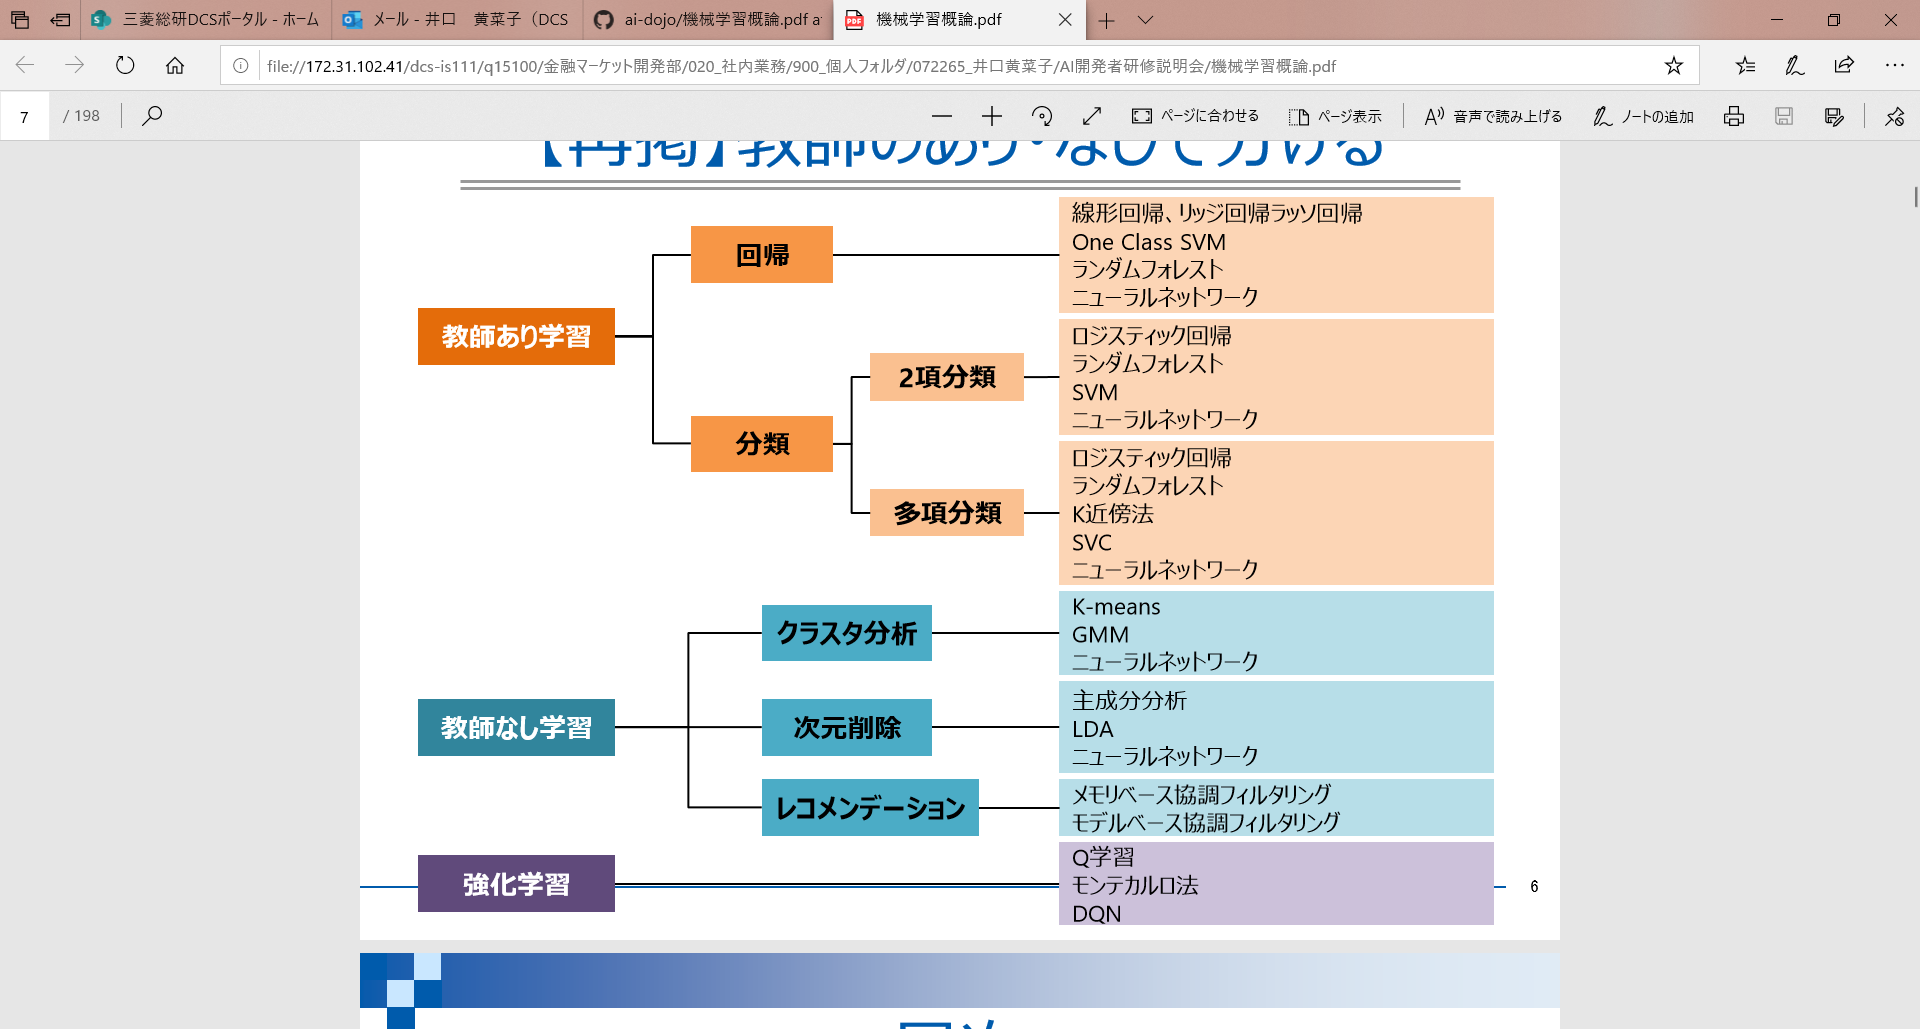 三菱総研DCSポータル - ホーム
メール - 井口　黄菜子（DCS
ai-dojo/機械学習概論.pdf a
機械学習概論.pdf
file://172.31.102.41/dcs-is111/q15100/金融マーケット開発部/020_社内業務/900_個人フォルダ/072265_井口黄菜子/AI開発者研修説明会/機械学習概論.pdf
7 / 198
ページに合わせる
ページ表示
音声で読み上げる
ノートの追加
【再掲】教師のあり・なしで分ける
教師あり学習
回帰
線形回帰、リッジ回帰ラッソ回帰
One Class SVM
ランダムフォレスト
ニューラルネットワーク
分類
2項分類
ロジスティック回帰
ランダムフォレスト
SVM
ニューラルネットワーク
多項分類
ロジスティック回帰
ランダムフォレスト
K近傍法
SVC
ニューラルネットワーク
教師なし学習
クラスタ分析
K-means
GMM
ニューラルネットワーク
次元削除
主成分分析
LDA
ニューラルネットワーク
レコメンデーション
メモリベース協調フィルタリング
モデルベース協調フィルタリング
強化学習
Q学習
モンテカルロ法
DQN
6